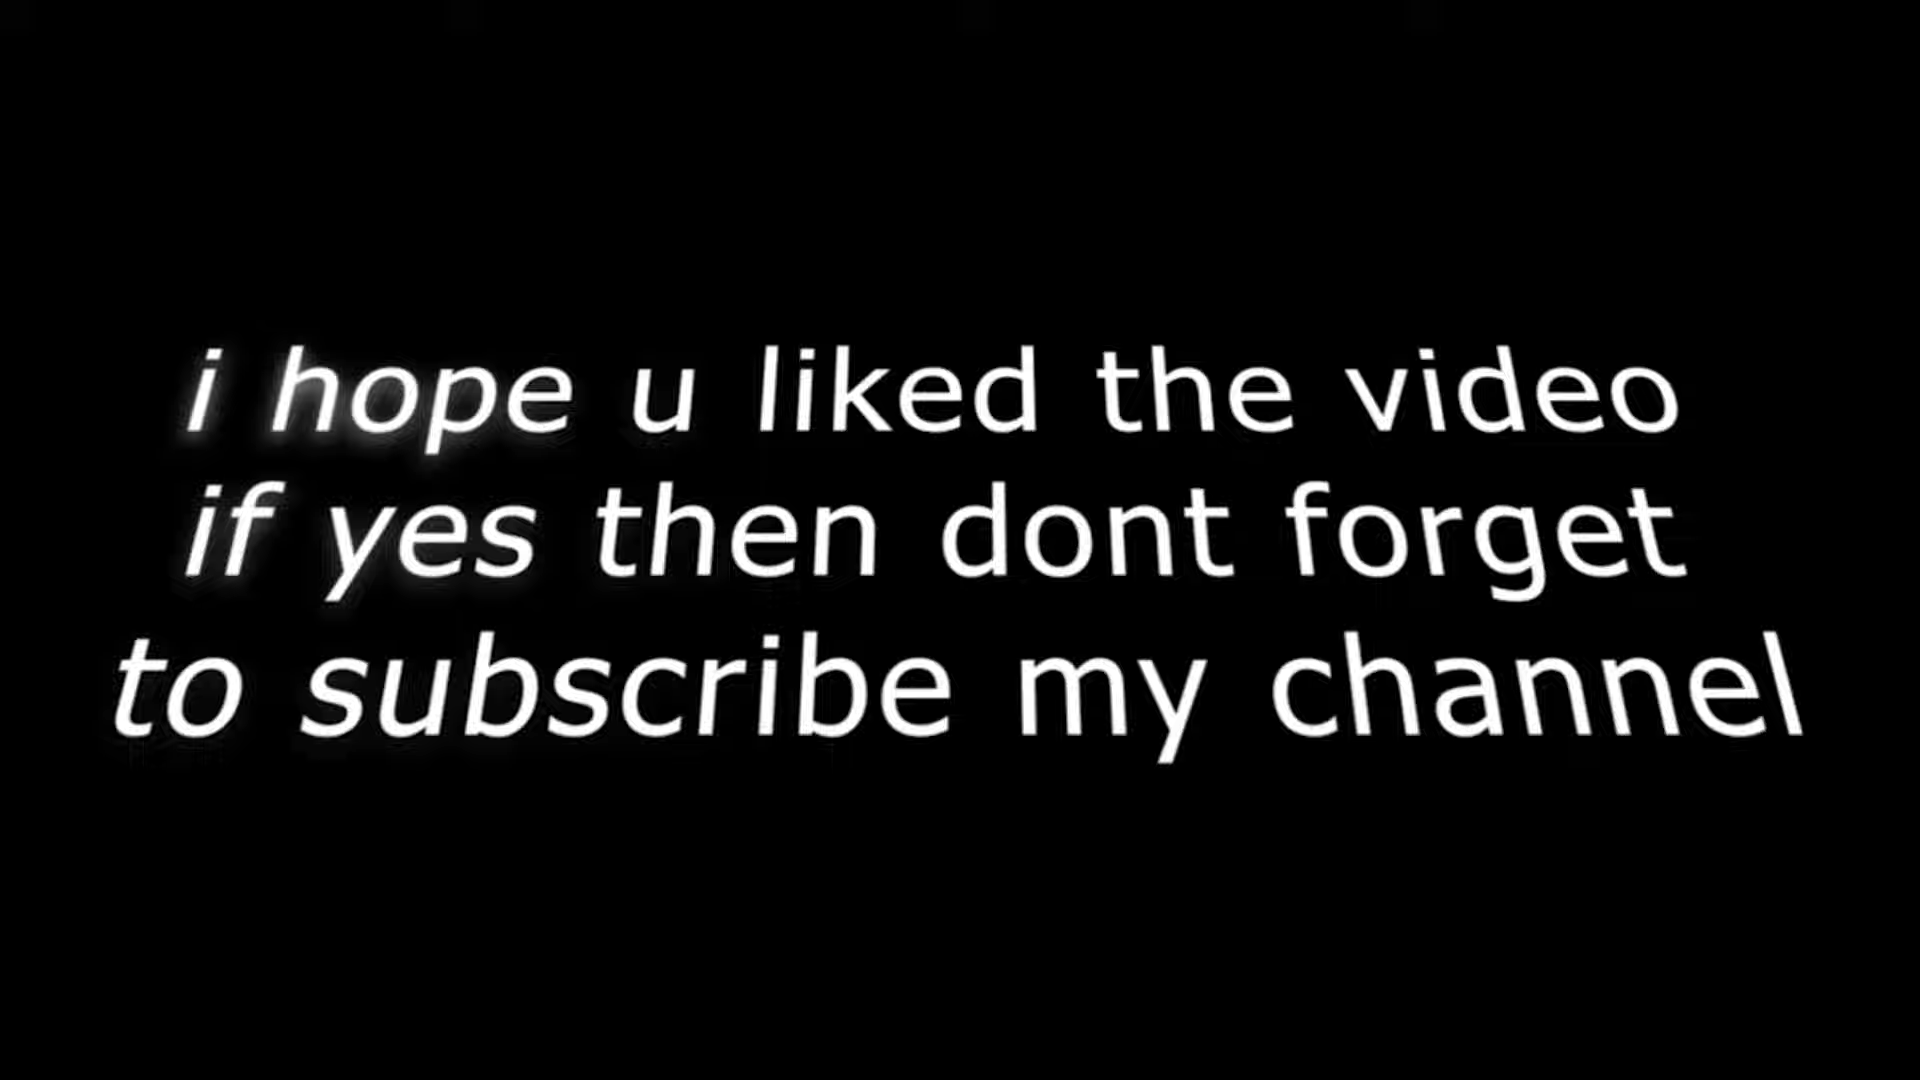 i hope u liked the video
if yes then dont forget
to subscribe my channel